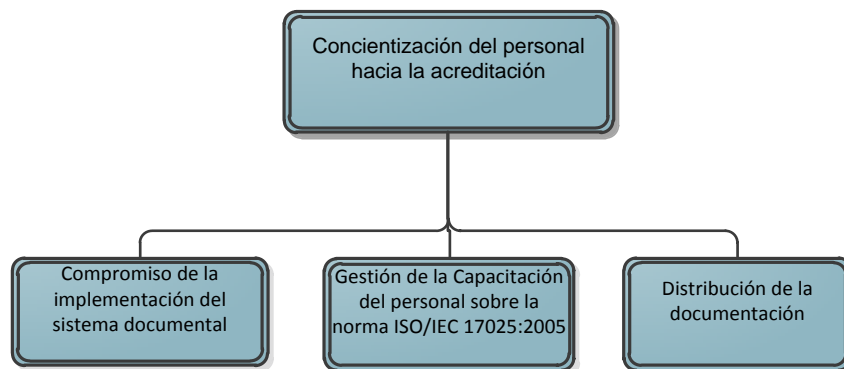 Concientización del personal
hacia la acreditación
Compromiso de la
implementación del
sistema documental
Gestión de la Capacitación
del personal sobre la
norma ISO/IEC 17025:2005
Distribución de la
documentación